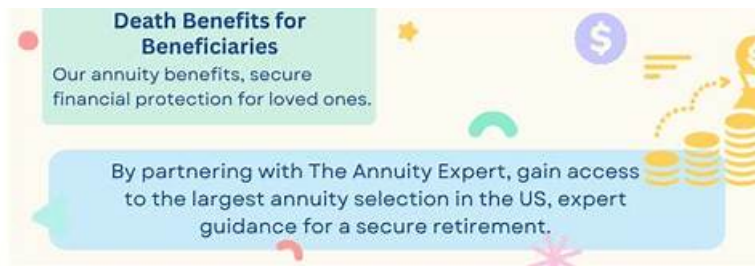 Death Benefits for
Beneficiaries
Our annuity benefits, secure
financial protection for loved ones.
$
By partnering with The Annuity Expert, gain access
to the largest annuity selection in the US, expert
guidance for a secure retirement.